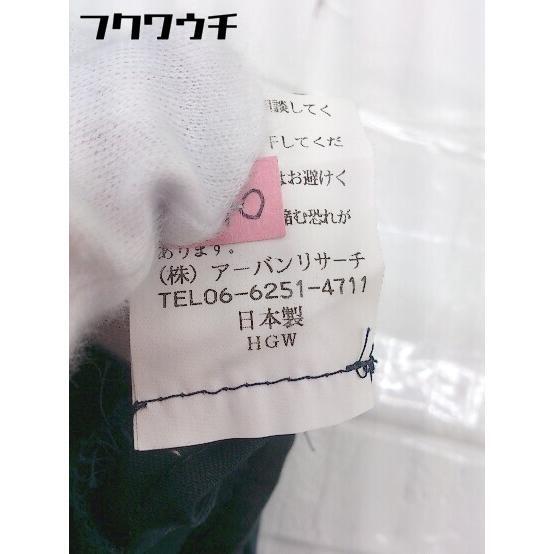 フクワウチ
談してく
干してくだ
はお避けく
縮む恐れが
あります。
(株) アーバンリサーチ
TEL06-6251-4711
日本製
HGW